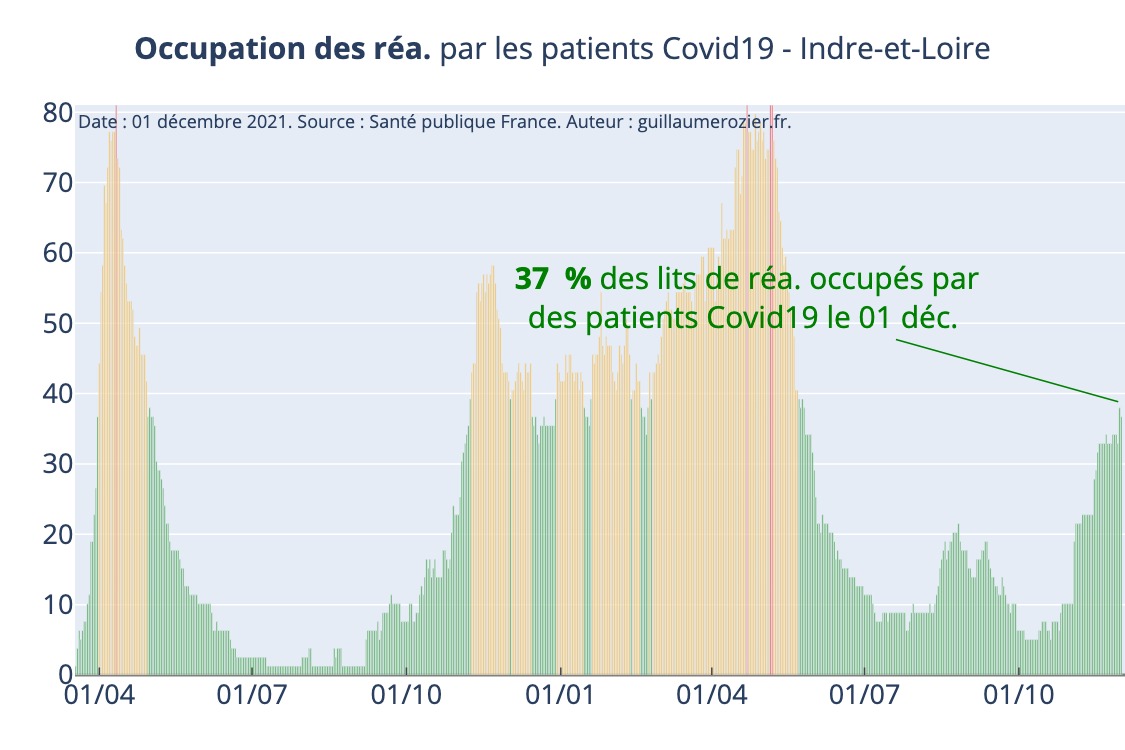 Occupation des réa. par les patients Covid19 - Indre-et-Loire
80
Date : 01 décembre 2021. Source : Santé publique France. Auteur : guillaumerozier.fr.
70
60
37 % des lits de réa. occupés par
des patients Covid19 le 01 déc.
50
40
30
20
10
0
01/04 01/07 01/10 01/01 01/04 01/07 01/10